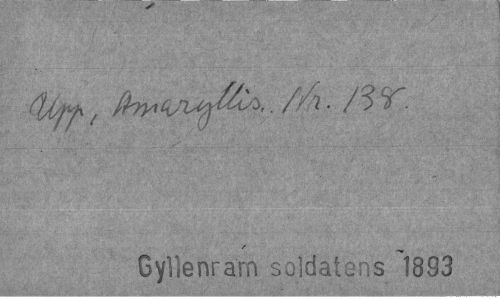 Upp, Amaryllis. Nr. 138.
Gyllenram soldatens 1893